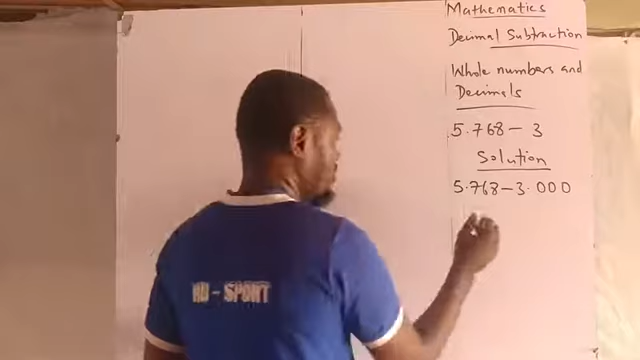 Mathematics
Decimal Subtraction
Whole numbers and
Decimals
5.768 - 3
Solution
5.768 - 3.000
HD - SPORT